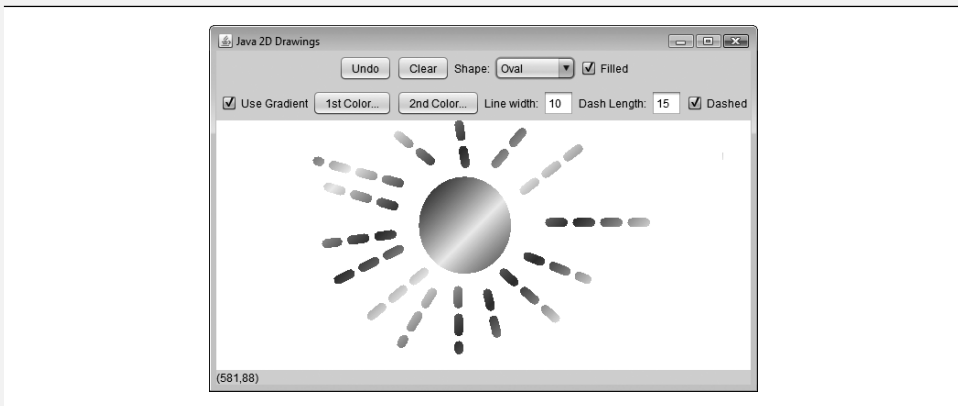 Java 2D Drawings
Undo Clear Shape: Oval Filled
Use Gradient 1st Color... 2nd Color... Line width: 10 Dash Length: 15 Dashed
(581,88)